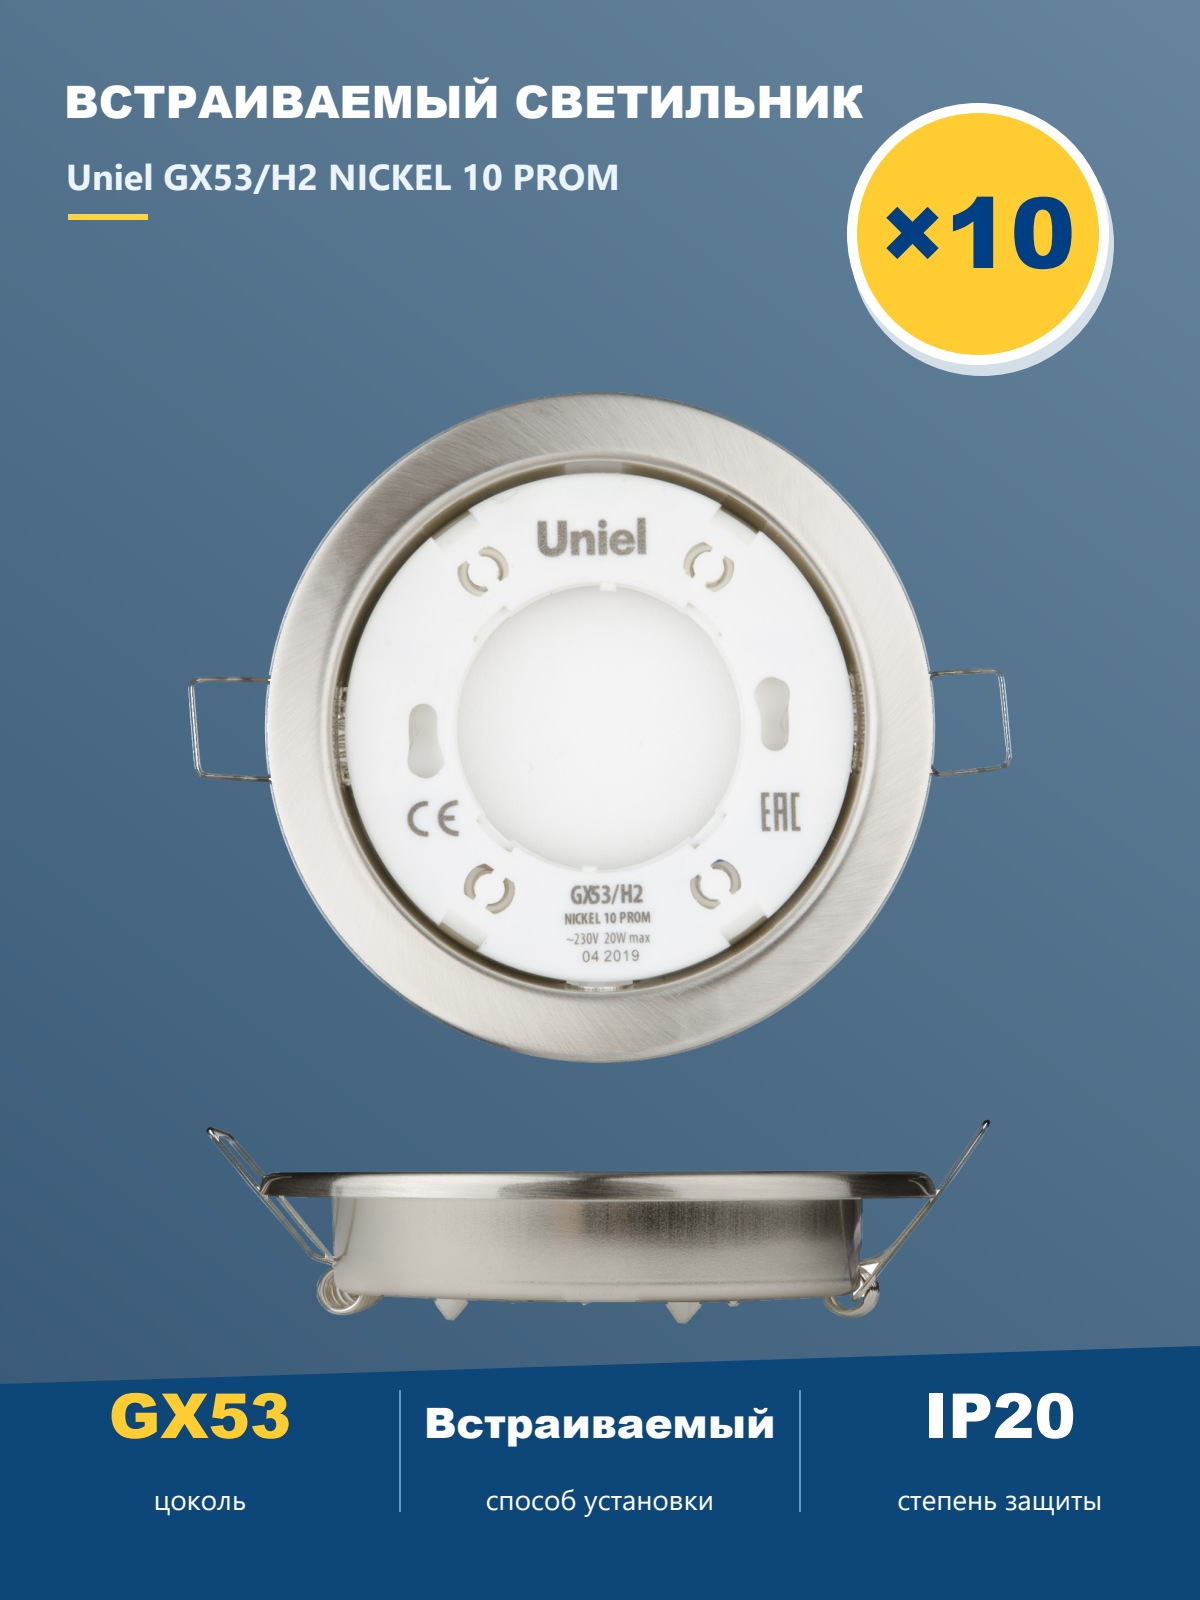 ВСТРАИВАЕМЫЙ СВЕТИЛЬНИК
Uniel GX53/H2 NICKEL 10 PROM
×10
Uniel
CE
EAC
GX53/H2
NICKEL 10 PROM
~230V 20W max
04 2019
GX53
цоколь
Встраиваемый
способ установки
IP20
степень защиты